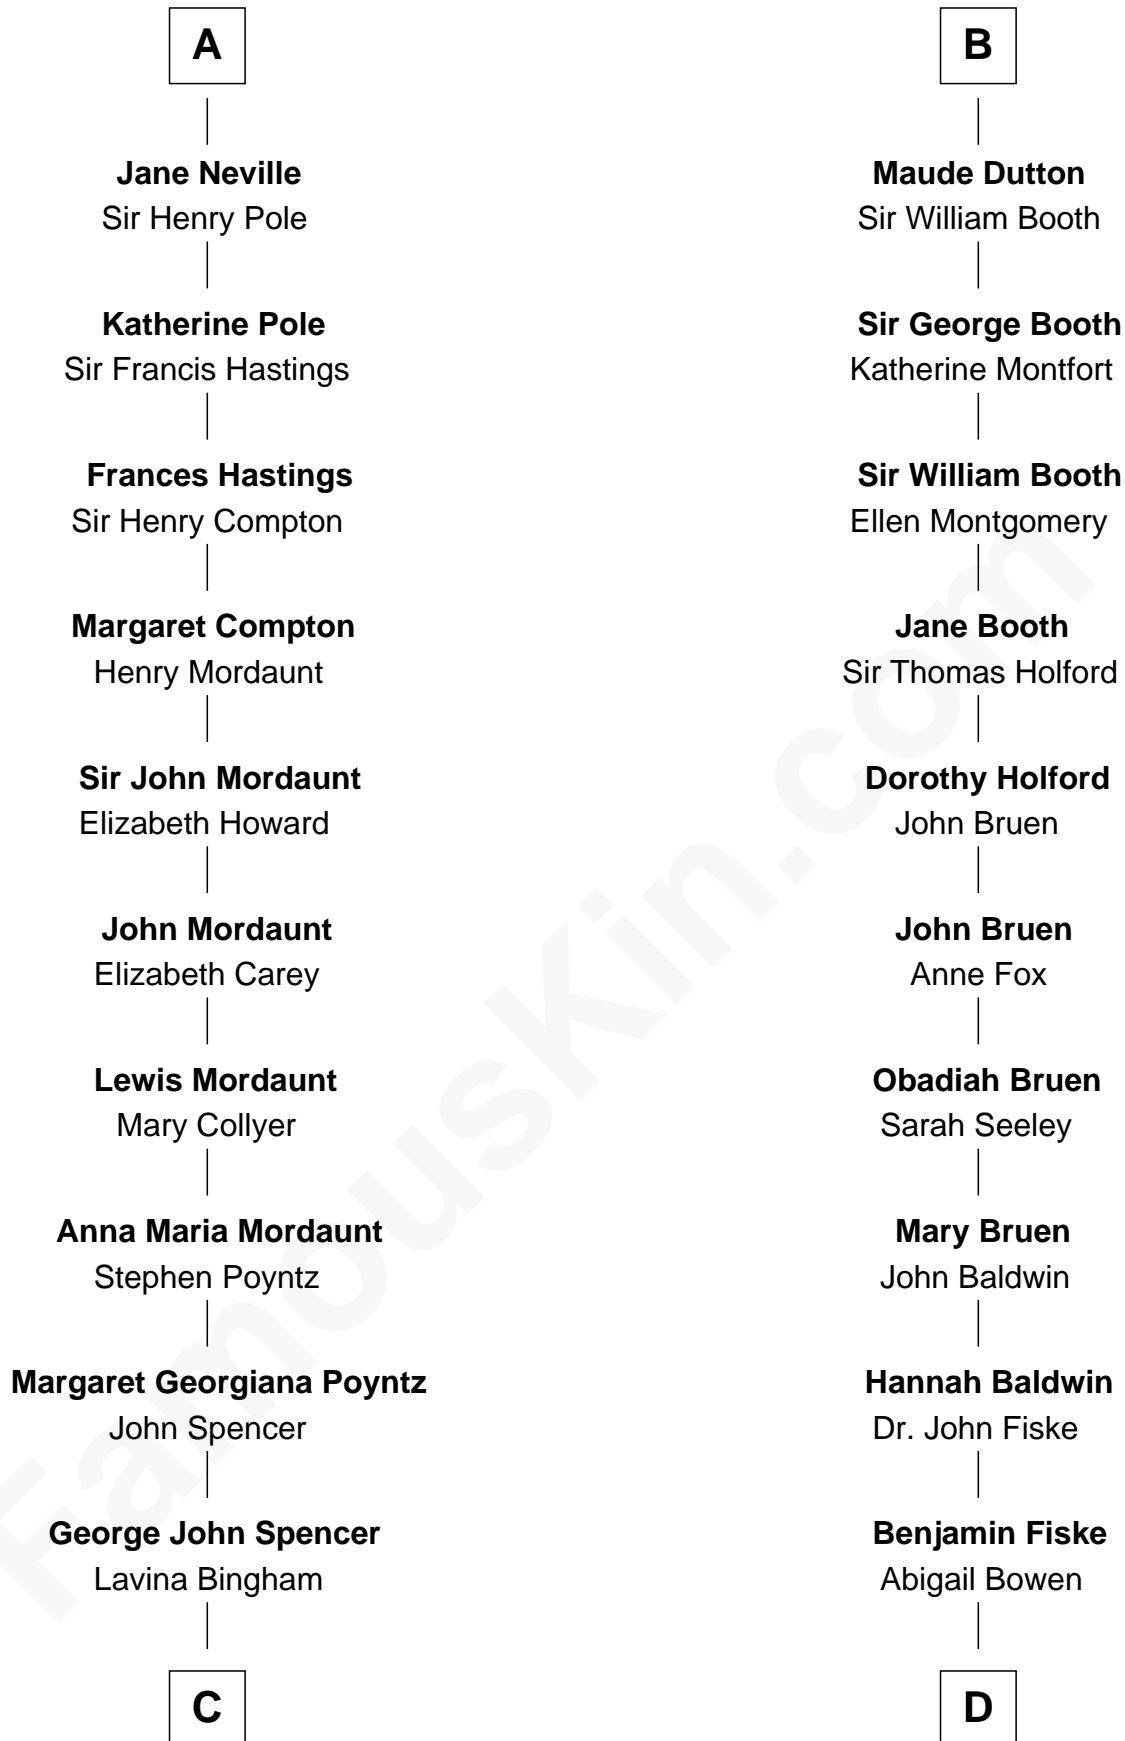 A
Jane Neville
Sir Henry Pole
Katherine Pole
Sir Francis Hastings
Frances Hastings
Sir Henry Compton
Margaret Compton
Henry Mordaunt
Sir John Mordaunt
Elizabeth Howard
John Mordaunt
Elizabeth Carey
Lewis Mordaunt
Mary Collyer
Anna Maria Mordaunt
Stephen Poyntz
Margaret Georgiana Poyntz
John Spencer
George John Spencer
Lavina Bingham
C
B
Maude Dutton
Sir William Booth
Sir George Booth
Katherine Montfort
Sir William Booth
Ellen Montgomery
Jane Booth
Sir Thomas Holford
Dorothy Holford
John Bruen
John Bruen
Anne Fox
Obadiah Bruen
Sarah Seeley
Mary Bruen
John Baldwin
Hannah Baldwin
Dr. John Fiske
Benjamin Fiske
Abigail Bowen
D
FamousKin.com